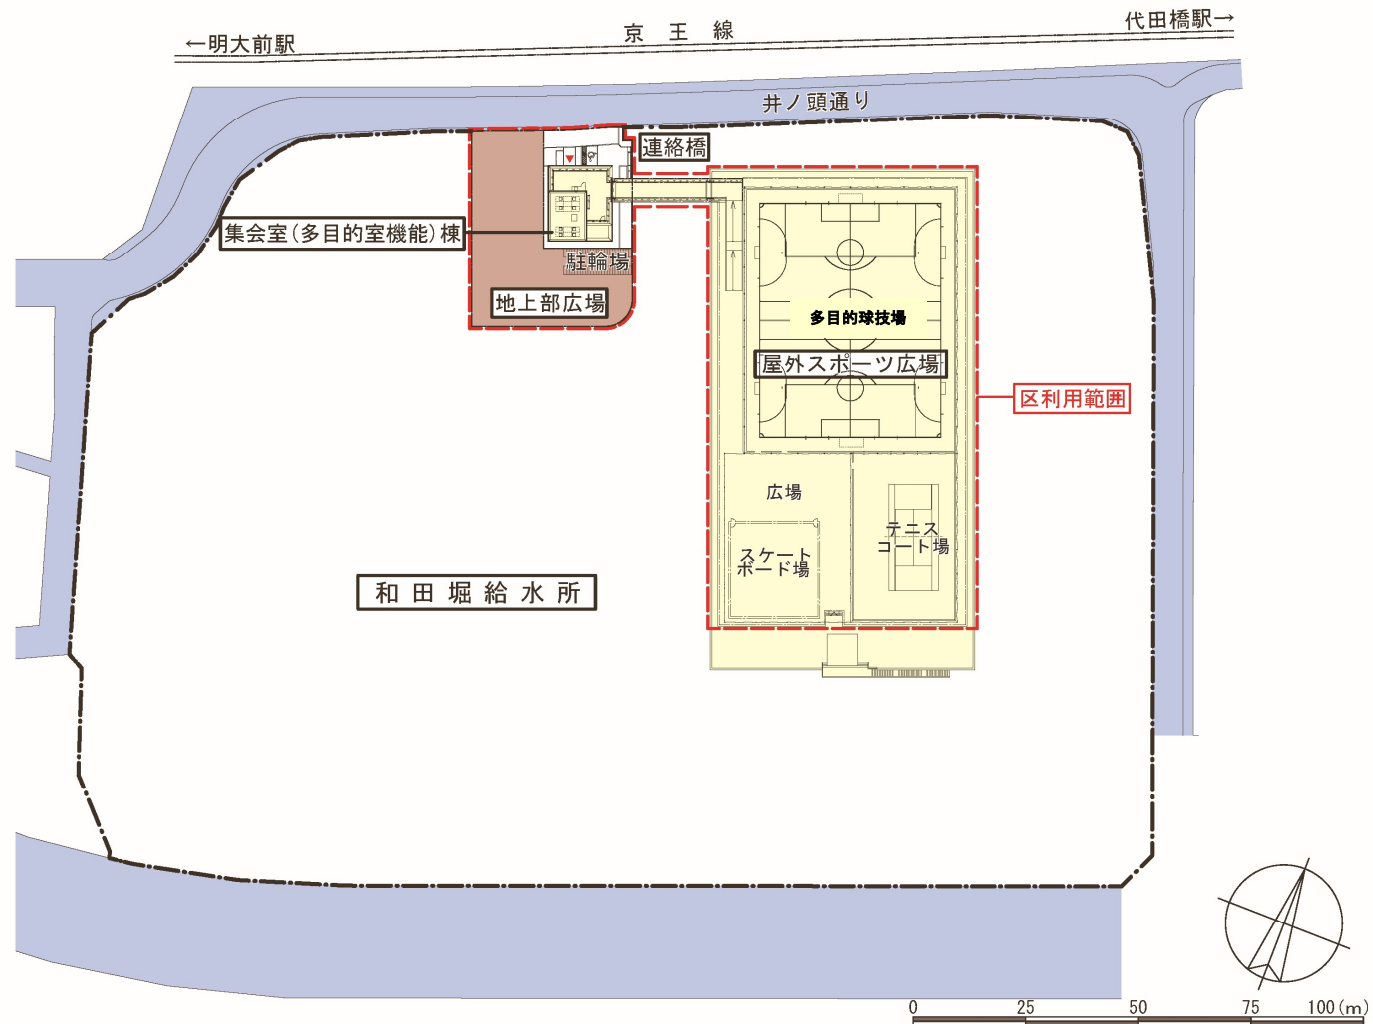 京王線
←明大前駅
代田橋駅→
井ノ頭通り
連絡橋
集会室(多目的室機能)棟
駐輪場
地上部広場
多目的球技場
屋外スポーツ広場
区利用範囲
広場
テニス
コート場
スケート
ボード場
和田堀給水所
0 25 50 75 100(m)